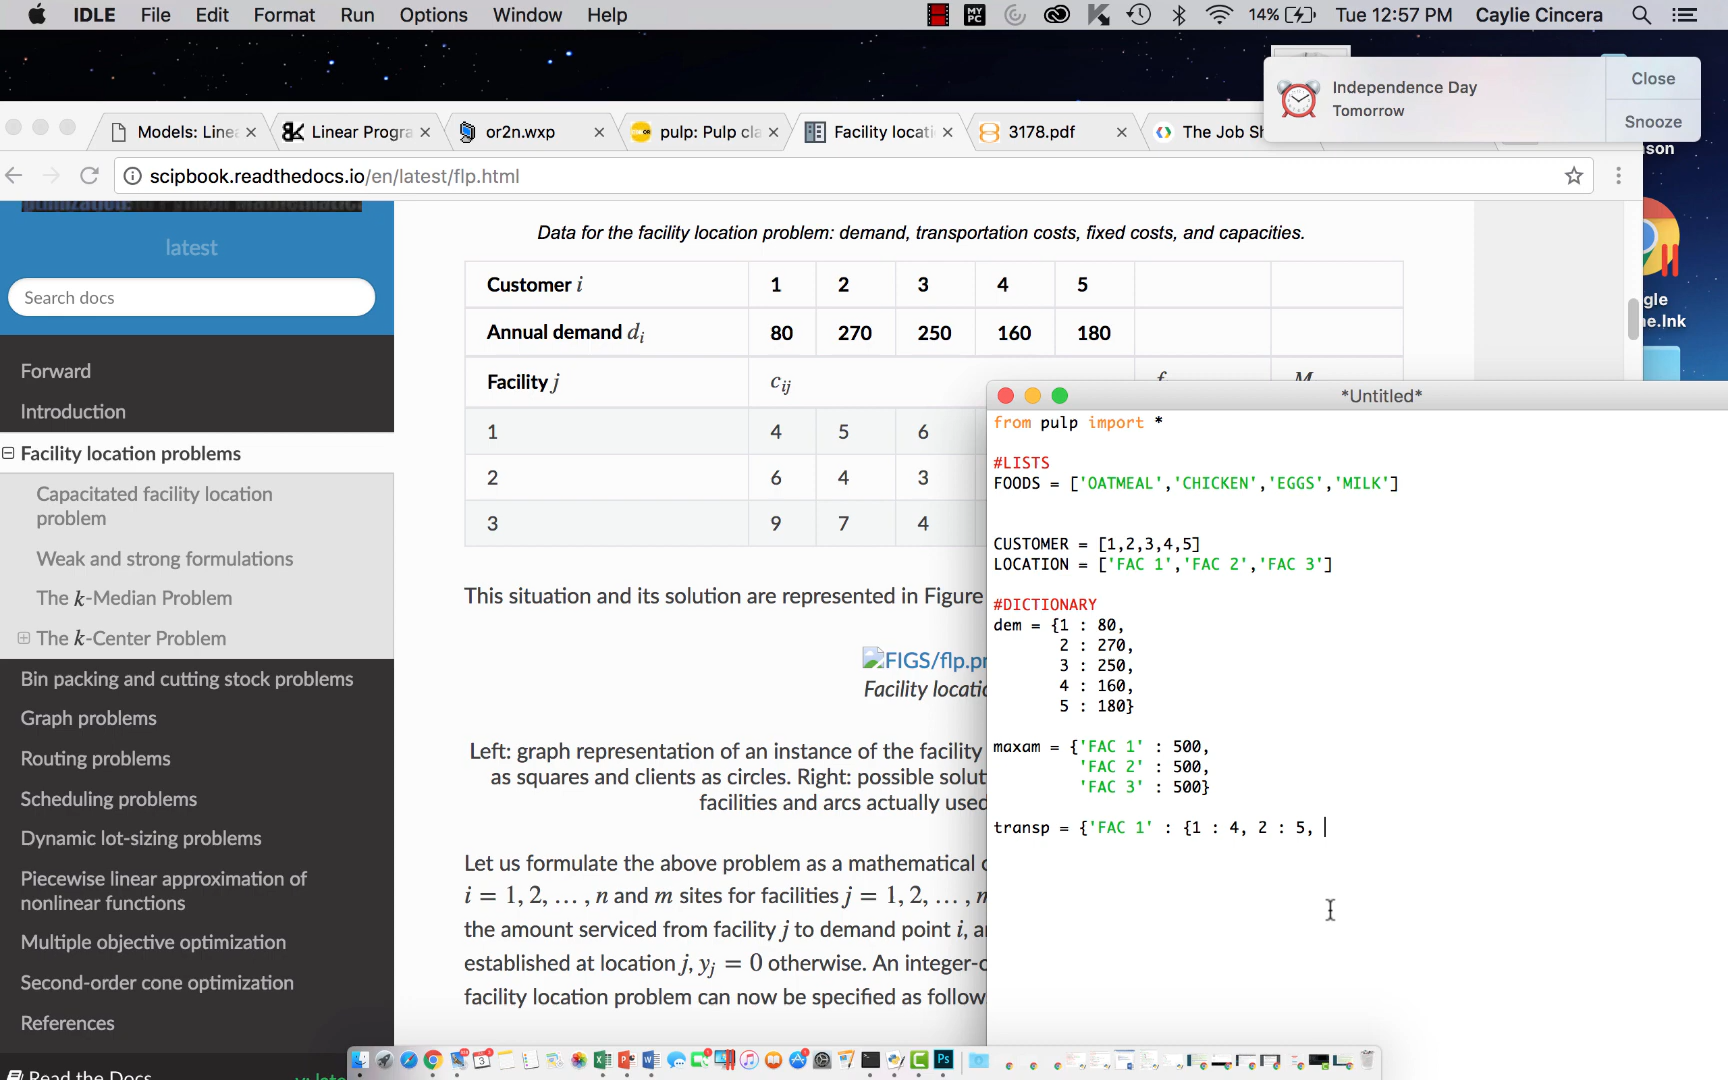 IDLE File Edit Format Run Options Window Help
MY PC 14% Tue 12:57 PM Caylie Cincera
Independence Day
Tomorrow
Close
Snooze
Models: Linea
Linear Progra
or2n.wxp
pulp: Pulp cla
Facility locati
3178.pdf
The Job Sh
son
scipbook.readthedocs.io/en/latest/flp.html
gle
e.lnk
latest
Search docs
Forward
Introduction
Facility location problems
Capacitated facility location
problem
Weak and strong formulations
The k-Median Problem
The k-Center Problem
Bin packing and cutting stock problems
Graph problems
Routing problems
Scheduling problems
Dynamic lot-sizing problems
Piecewise linear approximation of
nonlinear functions
Multiple objective optimization
Second-order cone optimization
References
Read the Docs
Data for the facility location problem: demand, transportation costs, fixed costs, and capacities.
Customer i 1 2 3 4 5
Annual demand di 80 270 250 160 180
Facility j cij f M
1 4 5 6
2 6 4 3
3 9 7 4
This situation and its solution are represented in Figure
FIGS/flp.pr
Facility locatio
Left: graph representation of an instance of the facility
as squares and clients as circles. Right: possible solut
facilities and arcs actually used
Let us formulate the above problem as a mathematical
i = 1, 2, … , n and m sites for facilities j = 1, 2, … ,
the amount serviced from facility j to demand point i, a
established at location j, yj = 0 otherwise. An integer-
facility location problem can now be specified as follow
*Untitled*
from pulp import *
#LISTS
FOODS = ['OATMEAL','CHICKEN','EGGS','MILK']
CUSTOMER = [1,2,3,4,5]
LOCATION = ['FAC 1','FAC 2','FAC 3']
#DICTIONARY
dem = {1 : 80,
2 : 270,
3 : 250,
4 : 160,
5 : 180}
maxam = {'FAC 1' : 500,
'FAC 2' : 500,
'FAC 3' : 500}
transp = {'FAC 1' : {1 : 4, 2 : 5,